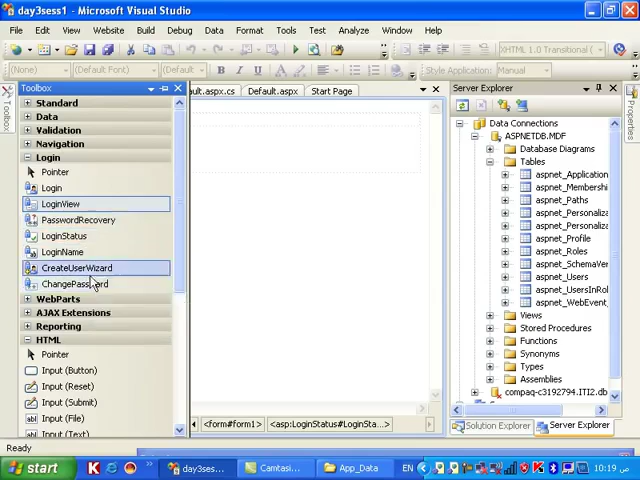 day3sess1 - Microsoft Visual Studio
File Edit View Website Build Debug Data Format Tools Test Analyze Window Help
XHTML 1.0 Transitional (
(None) (Default Font) (Default Style Application: Manual
Toolbox
ault.aspx.cs Default.aspx Start Page
Server Explorer
Toolbox
Properties
Standard
Data
Validation
Navigation
Login
Pointer
Login
LoginView
PasswordRecovery
LoginStatus
LoginName
CreateUserWizard
WebParts
AJAX Extensions
Reporting
HTML
Pointer
Input (Button)
Input (Reset)
Input (Submit)
Input (File)
Input (Text)
Data Connections
ASPNETDB.MDF
Database Diagrams
Tables
aspnet_Application
aspnet_Membershi
aspnet_Paths
aspnet_Personaliza
aspnet_Personaliza
aspnet_Profile
aspnet_Roles
aspnet_SchemaVer
aspnet_Users
aspnet_UsersInRol
aspnet_WebEvent_
Views
Stored Procedures
Functions
Synonyms
Types
Assemblies
compaq-c3192794.ITI2.db
<form#form1> <asp:LoginStatus#LoginSta...>
Solution Explorer Server Explorer
Ready
start day3sess1 - ... Camtasi... App_Data EN 10:19 ص